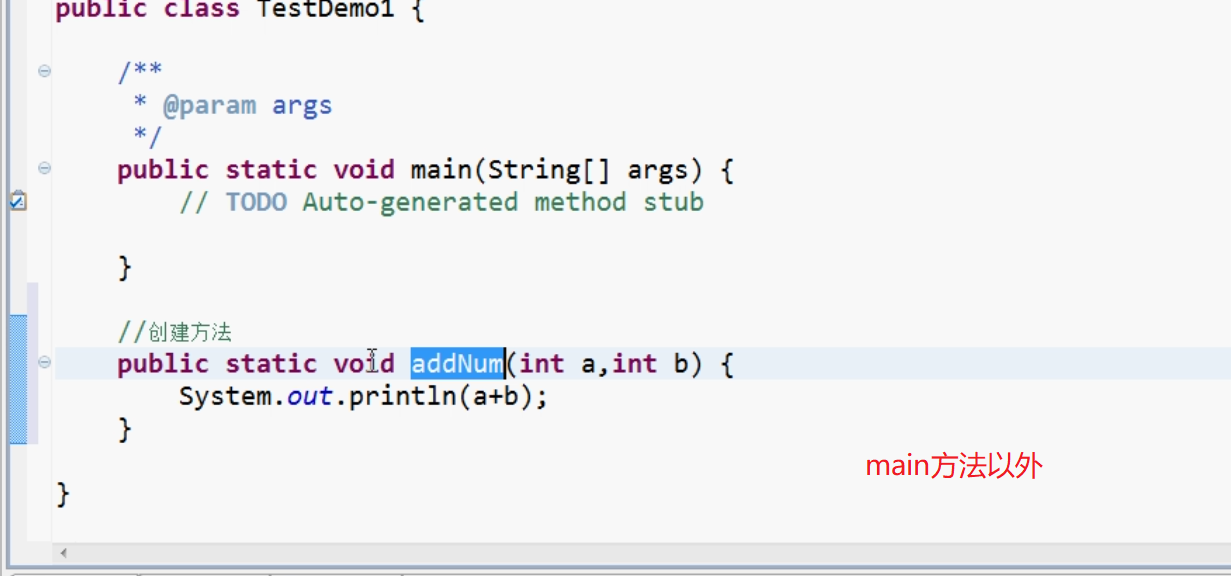 public class TestDemo1 {
/**
* @param args
*/
public static void main(String[] args) {
// TODO Auto-generated method stub
}
//创建方法
public static void addNum(int a,int b) {
System.out.println(a+b);
}
main方法以外
}